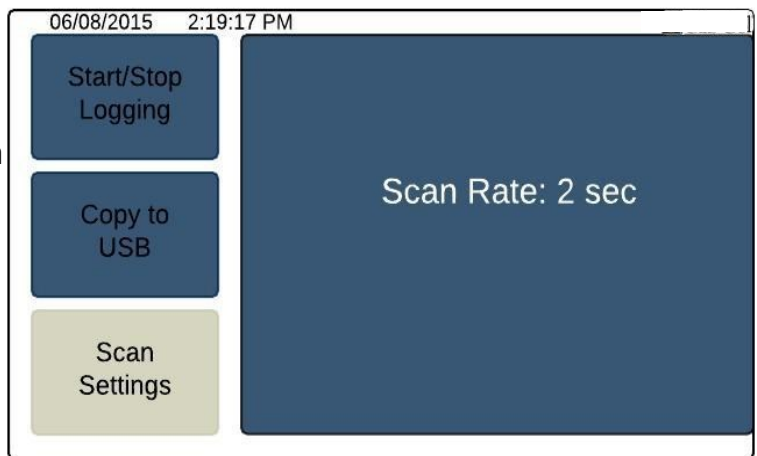 06/08/2015 2:19:17 PM
Start/Stop
Logging
Scan Rate: 2 sec
Copy to
USB
Scan
Settings